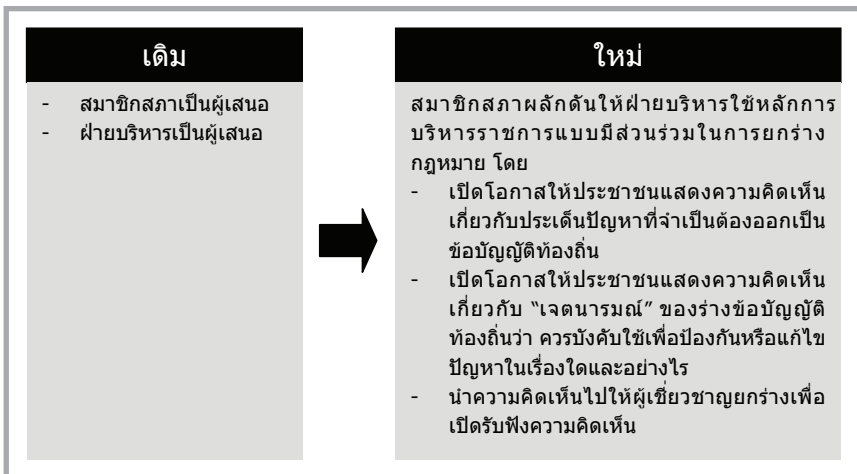 เดิม
- สมาชิกสภาเป็นผู้เสนอ
- ฝ่ายบริหารเป็นผู้เสนอ
ใหม่
สมาชิกสภาผลักดันให้ฝ่ายบริหารใช้หลักการ
บริหารราชการแบบมีส่วนร่วมในการยกร่าง
กฎหมาย โดย
- เปิดโอกาสให้ประชาชนแสดงความคิดเห็น
เกี่ยวกับประเด็นปัญหาที่จำเป็นต้องออกเป็น
ข้อบัญญัติท้องถิ่น
- เปิดโอกาสให้ประชาชนแสดงความคิดเห็น
เกี่ยวกับ “เจตนารมณ์” ของร่างข้อบัญญัติ
ท้องถิ่นว่า ควรบังคับใช้เพื่อป้องกันหรือแก้ไข
ปัญหาในเรื่องใดและอย่างไร
- นำความคิดเห็นไปให้ผู้เชี่ยวชาญยกร่างเพื่อ
เปิดรับฟังความคิดเห็น